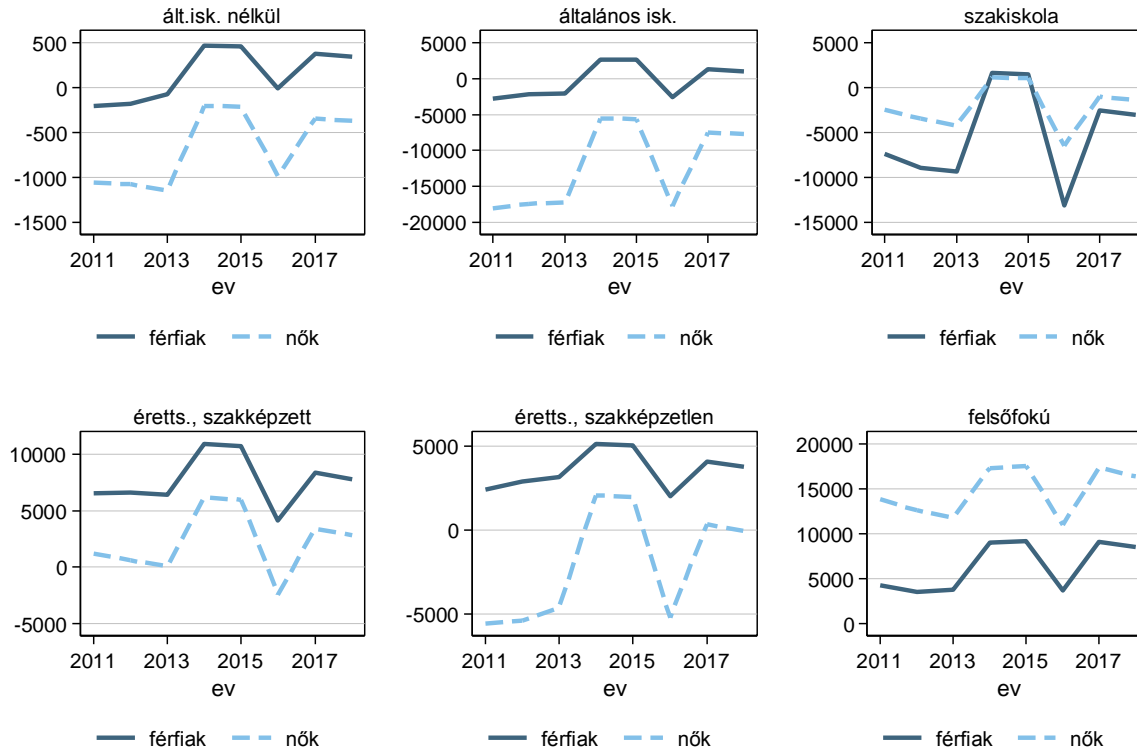 ált.isk. nélkül
500
0
-500
-1000
-1500
2011 2013 2015 2017
ev
férfiak nők
általános isk.
5000
0
-5000
-10000
-15000
-20000
2011 2013 2015 2017
ev
férfiak nők
szakiskola
5000
0
-5000
-10000
-15000
2011 2013 2015 2017
ev
férfiak nők
éretts., szakképzett
10000
5000
0
-5000
2011 2013 2015 2017
ev
férfiak nők
éretts., szakképzetlen
5000
0
-5000
2011 2013 2015 2017
ev
férfiak nők
felsőfokú
20000
15000
10000
5000
0
2011 2013 2015 2017
ev
férfiak nők